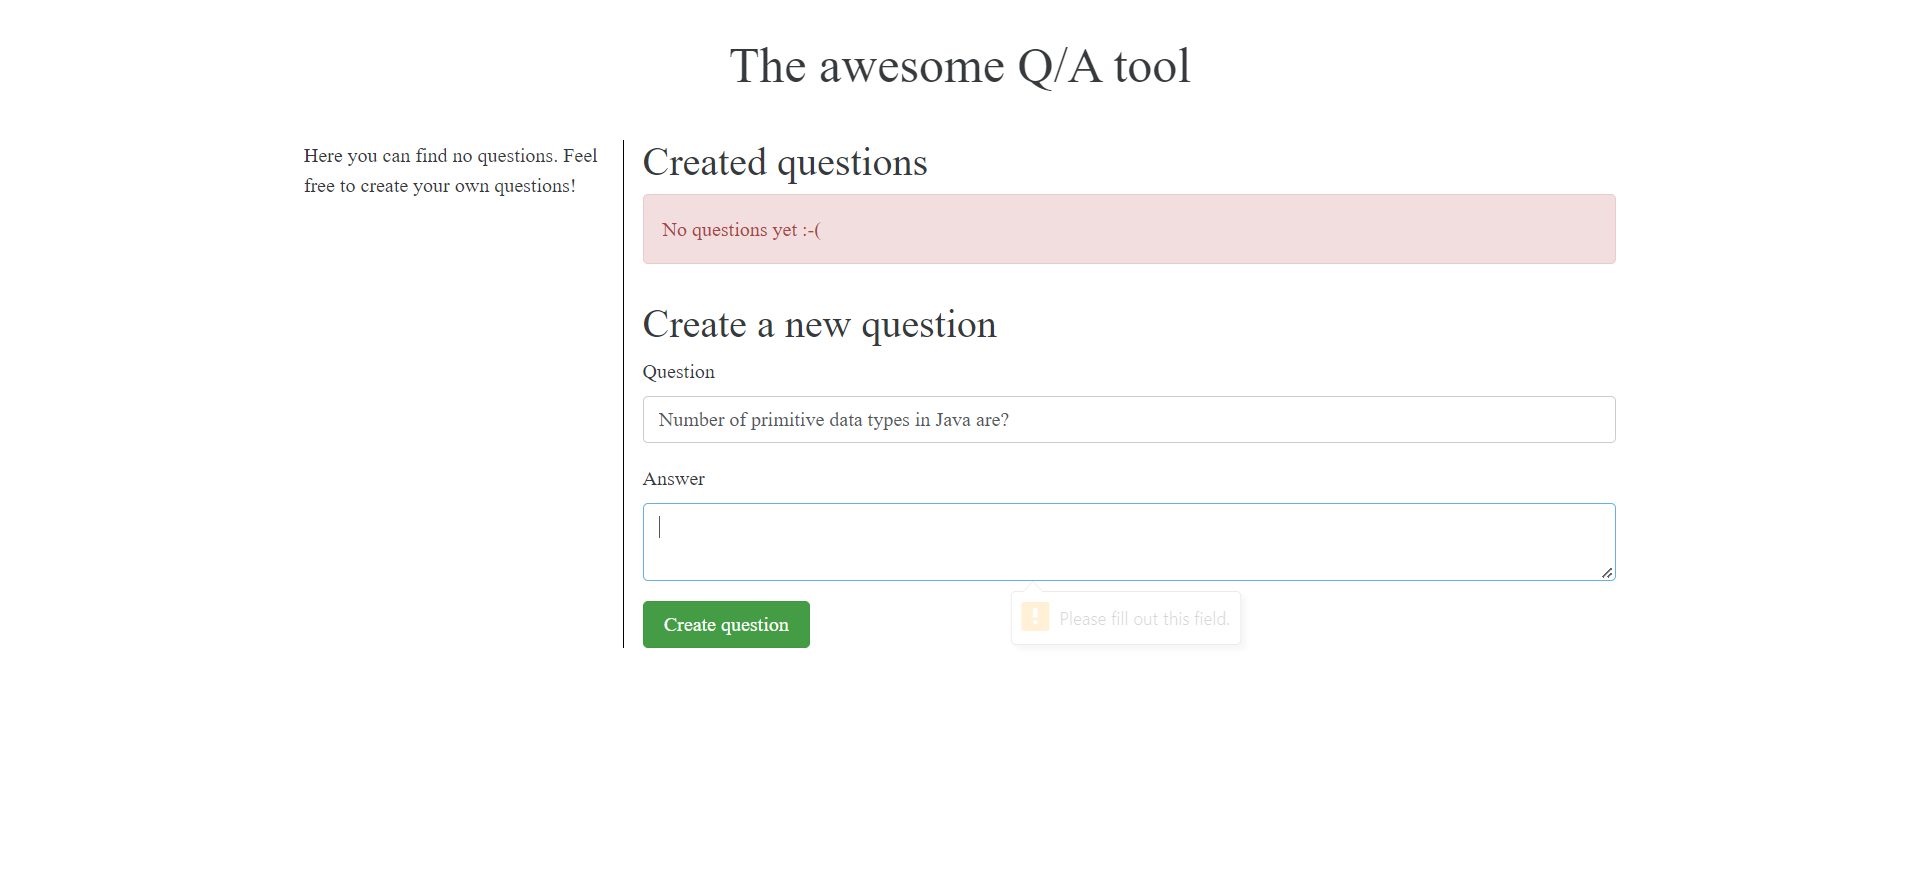 The awesome Q/A tool
Here you can find no questions. Feel
free to create your own questions!
Created questions
No questions yet :-(
Create a new question
Question
Number of primitive data types in Java are?
Answer
Create question
Please fill out this field.